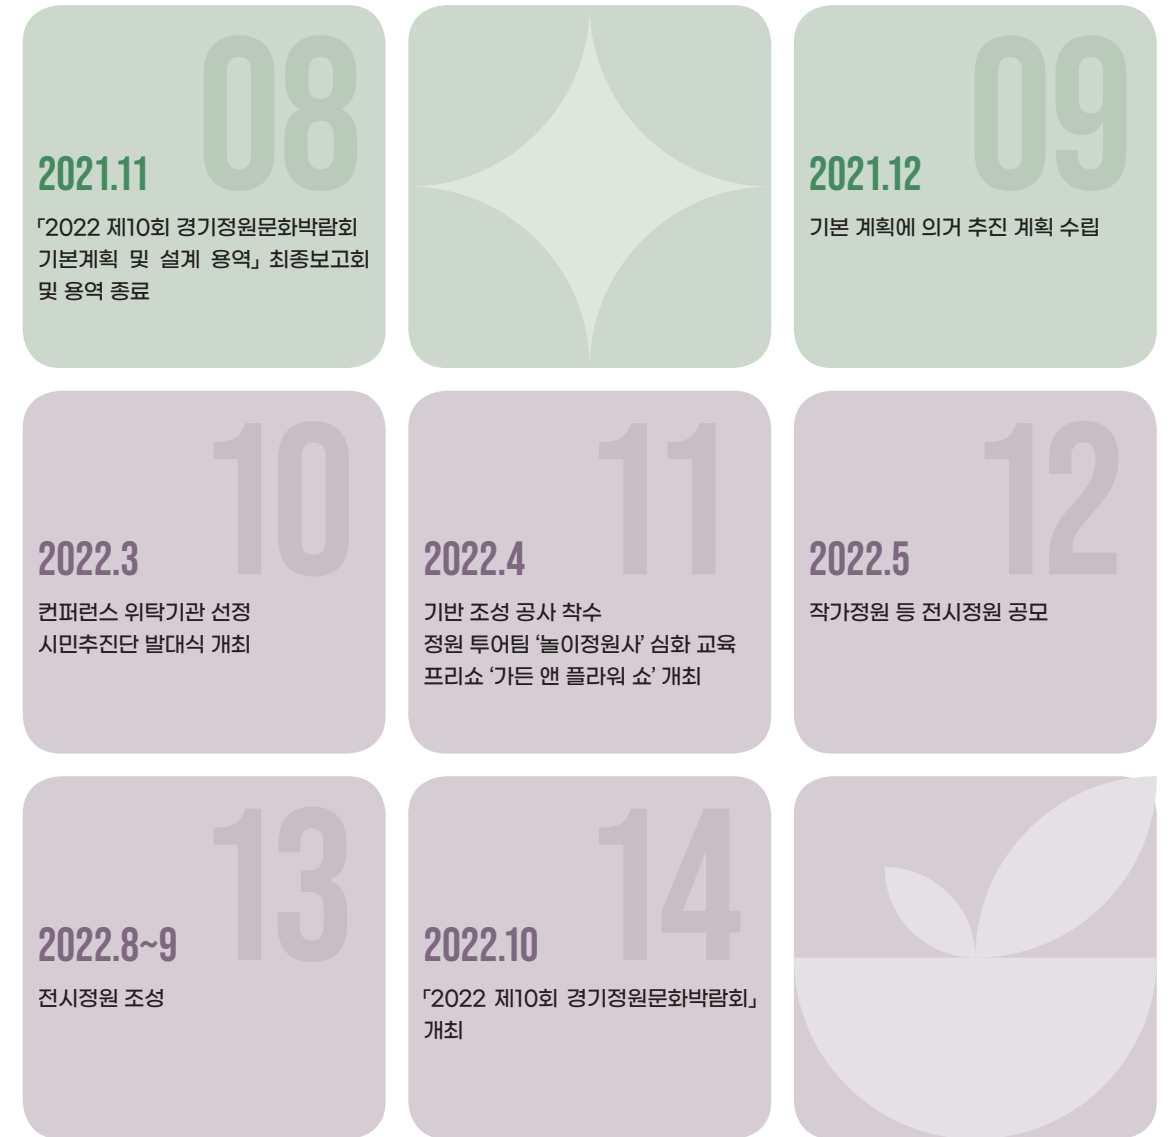 08
2021.11
「2022 제10회 경기정원문화박람회
기본계획 및 설계 용역」 최종보고회
및 용역 종료
09
2021.12
기본 계획에 의거 추진 계획 수립
10
2022.3
컨퍼런스 위탁기관 선정
시민추진단 발대식 개최
11
2022.4
기반 조성 공사 착수
정원 투어팀 ‘놀이정원사’ 심화 교육
프리쇼 ‘가든 앤 플라워 쇼’ 개최
12
2022.5
작가정원 등 전시정원 공모
13
2022.8~9
전시정원 조성
14
2022.10
「2022 제10회 경기정원문화박람회」
개최